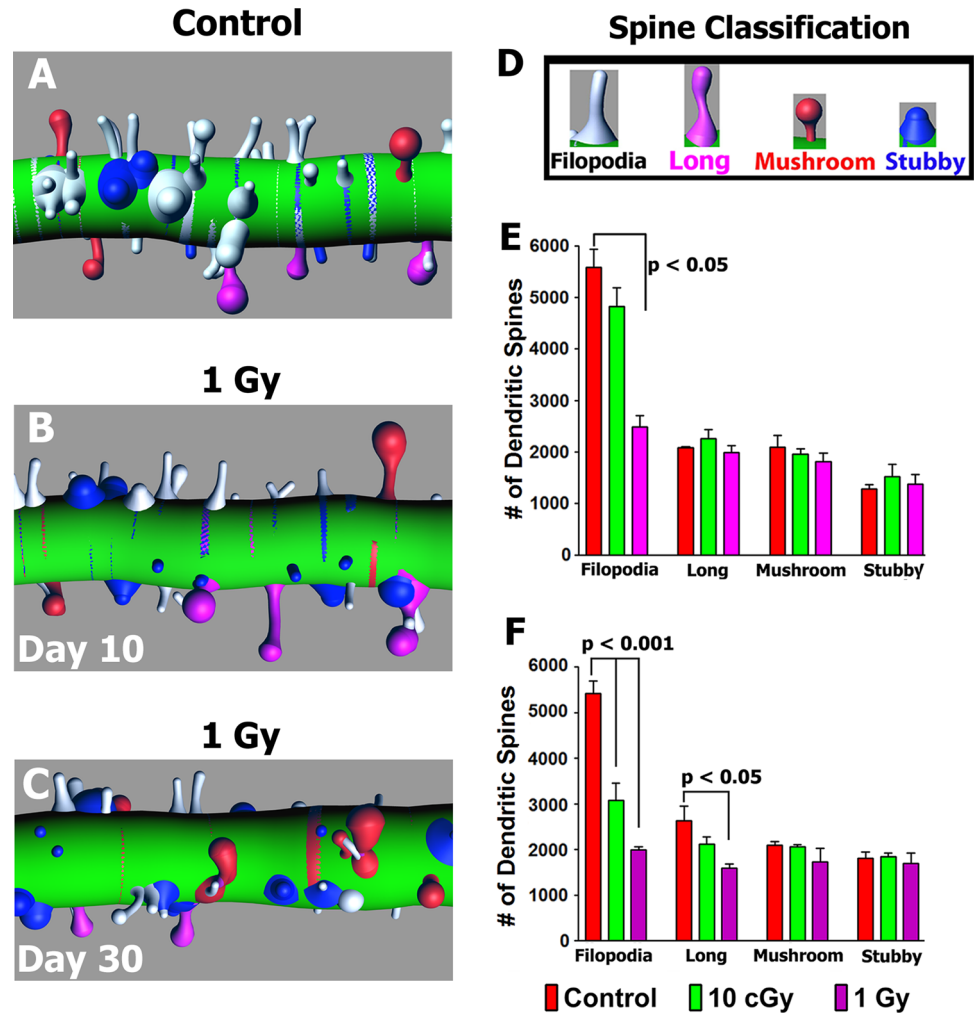 Control
A
1 Gy
B
Day 10
1 Gy
C
Day 30
Spine Classification
D
Filopodia Long Mushroom Stubby
E
# of Dendritic Spines
6000
5000
4000
3000
2000
1000
0
p < 0.05
Filopodia Long Mushroom Stubby
F
# of Dendritic Spines
6000
5000
4000
3000
2000
1000
0
p < 0.001
p < 0.05
Filopodia Long Mushroom Stubby
Control 10 cGy 1 Gy